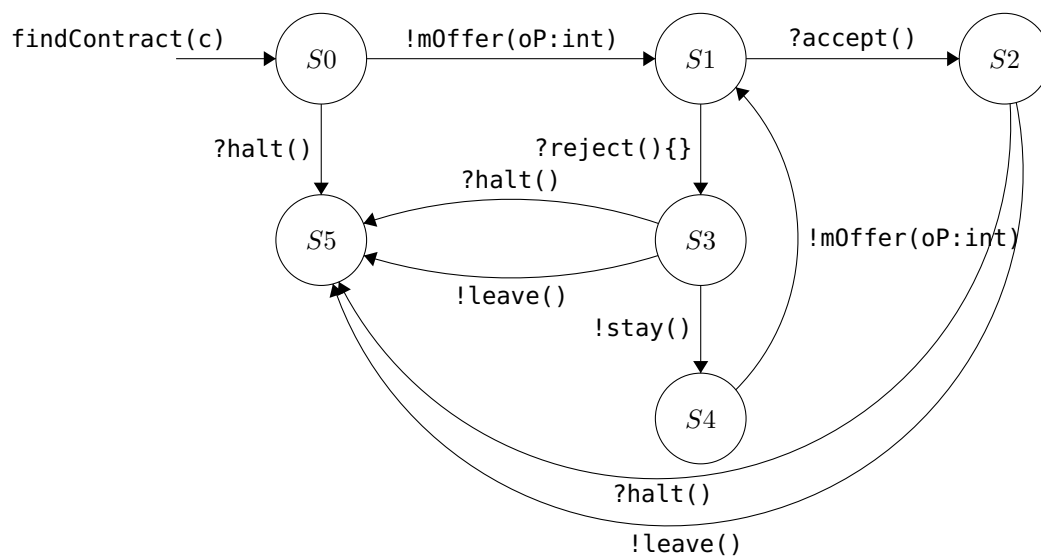 findContract(c)
S0
!mOffer(oP:int)
S1
?accept()
S2
?halt()
?reject(){}
?halt()
S5
S3
!mOffer(oP:int)
!leave()
!stay()
S4
?halt()
!leave()